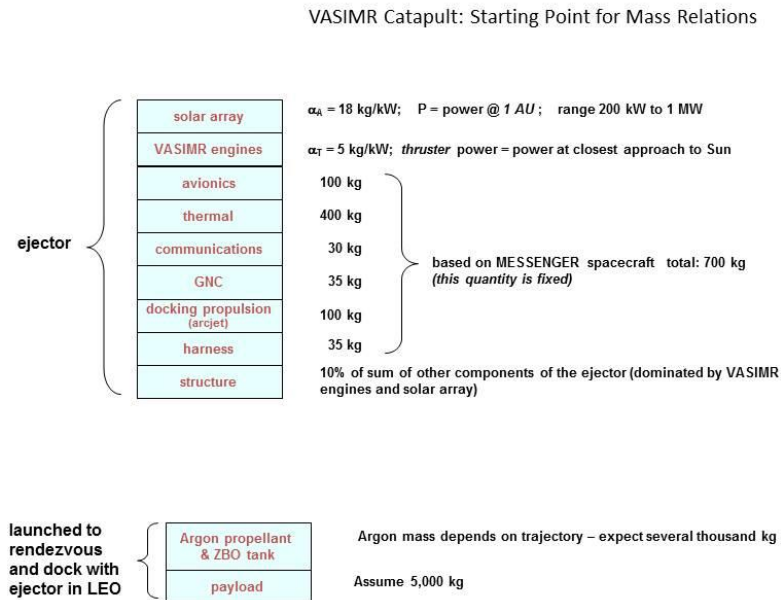 VASIMR Catapult: Starting Point for Mass Relations
ejector
solar array
α_A = 18 kg/kW; P = power @ 1 AU ; range 200 kW to 1 MW
VASIMR engines
α_T = 5 kg/kW; thruster power = power at closest approach to Sun
avionics
100 kg
thermal
400 kg
communications
30 kg
GNC
35 kg
docking propulsion
(arcjet)
100 kg
harness
35 kg
based on MESSENGER spacecraft total: 700 kg
(this quantity is fixed)
structure
10% of sum of other components of the ejector (dominated by VASIMR
engines and solar array)
launched to
rendezvous
and dock with
ejector in LEO
Argon propellant
& ZBO tank
Argon mass depends on trajectory – expect several thousand kg
payload
Assume 5,000 kg